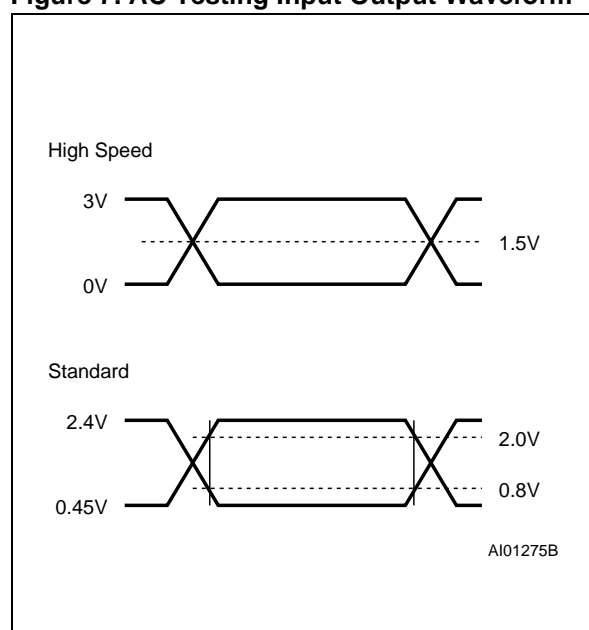 Figure 7. AC Testing Input Output Waveform
High Speed
3V
1.5V
0V
Standard
2.4V
2.0V
0.8V
0.45V
AI01275B